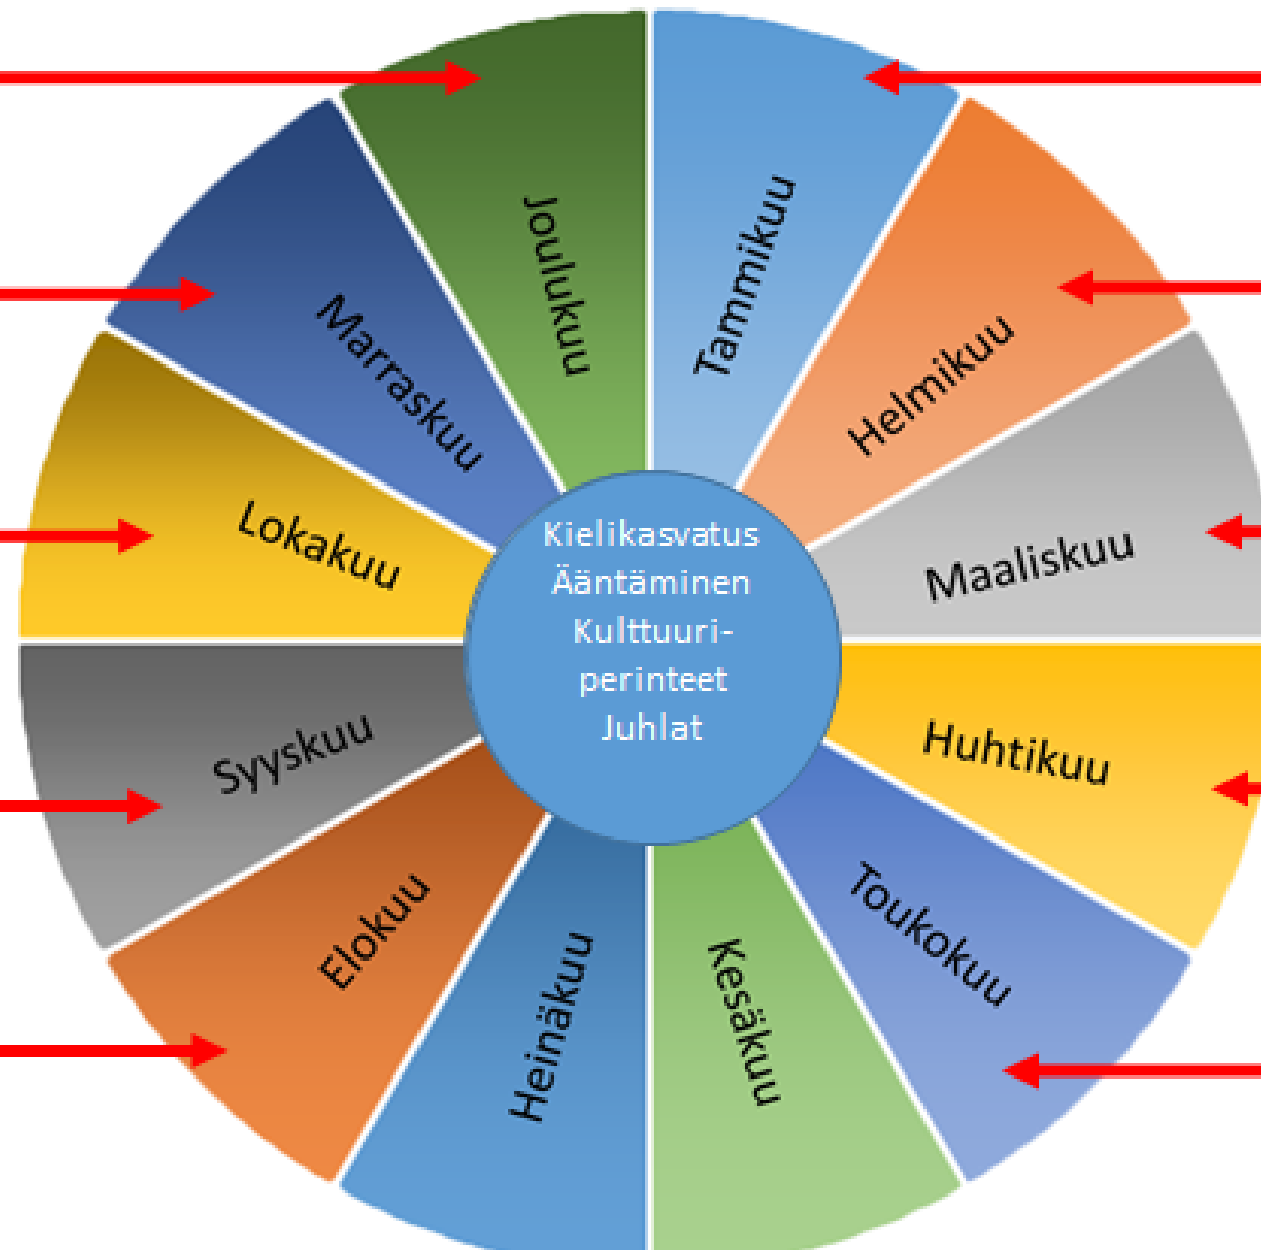 Tammikuu
Helmikuu
Maaliskuu
Huhtikuu
Toukokuu
Kesäkuu
Heinäkuu
Elokuu
Syyskuu
Lokakuu
Marraskuu
Joulukuu
Kielikasvatus
Ääntäminen
Kulttuuri-
perinteet
Juhlat